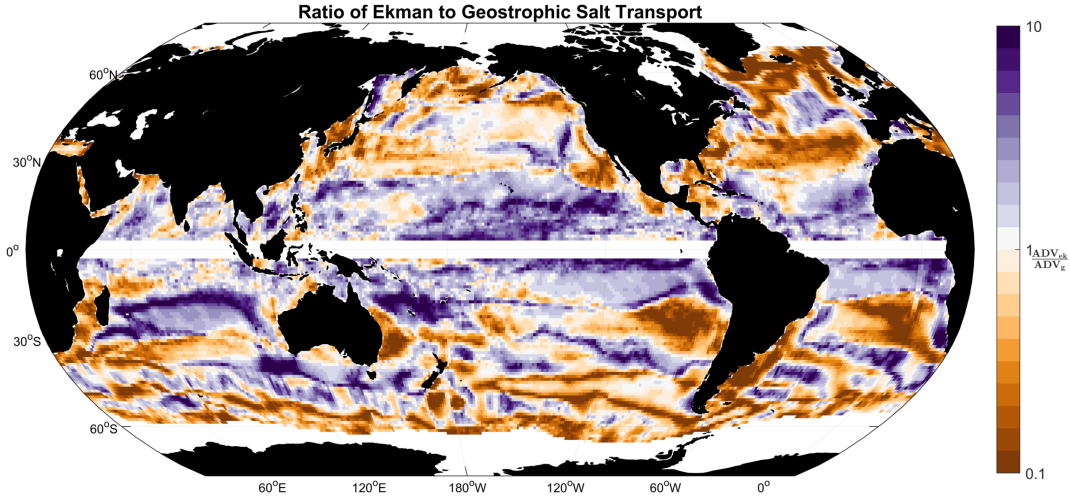 Ratio of Ekman to Geostrophic Salt Transport
60°N
30°N
0°
30°S
60°S
60°E 120°E 180°W 120°W 60°W 0°
10
1
ADV_ek
ADV_g
0.1